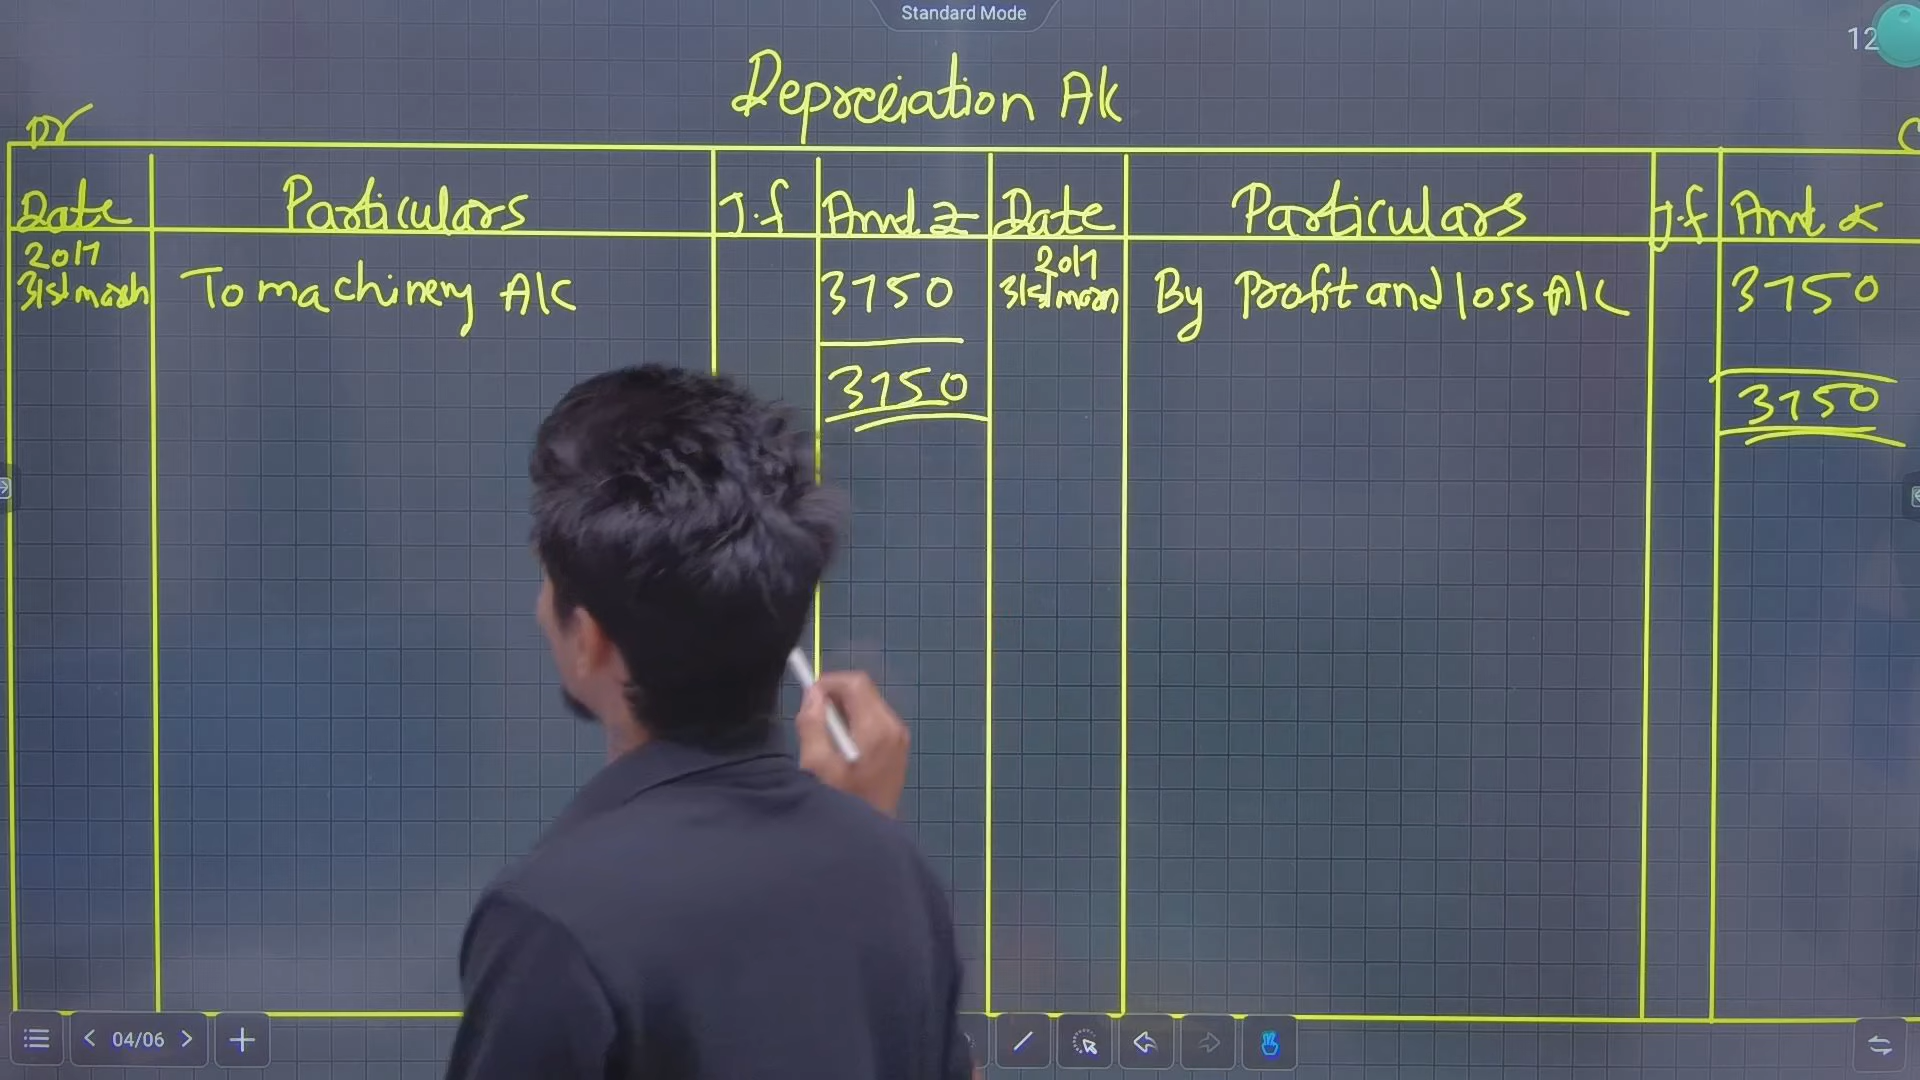 Standard Mode
12
Depreciation A/c
Dr
Date Particulars J.f Amt ₹ Date Particulars J.f Amt ₹
2017 2017
31st march To machinery A/c 3750 31st march By Profit and loss A/c 3750
3750 3750
04/06